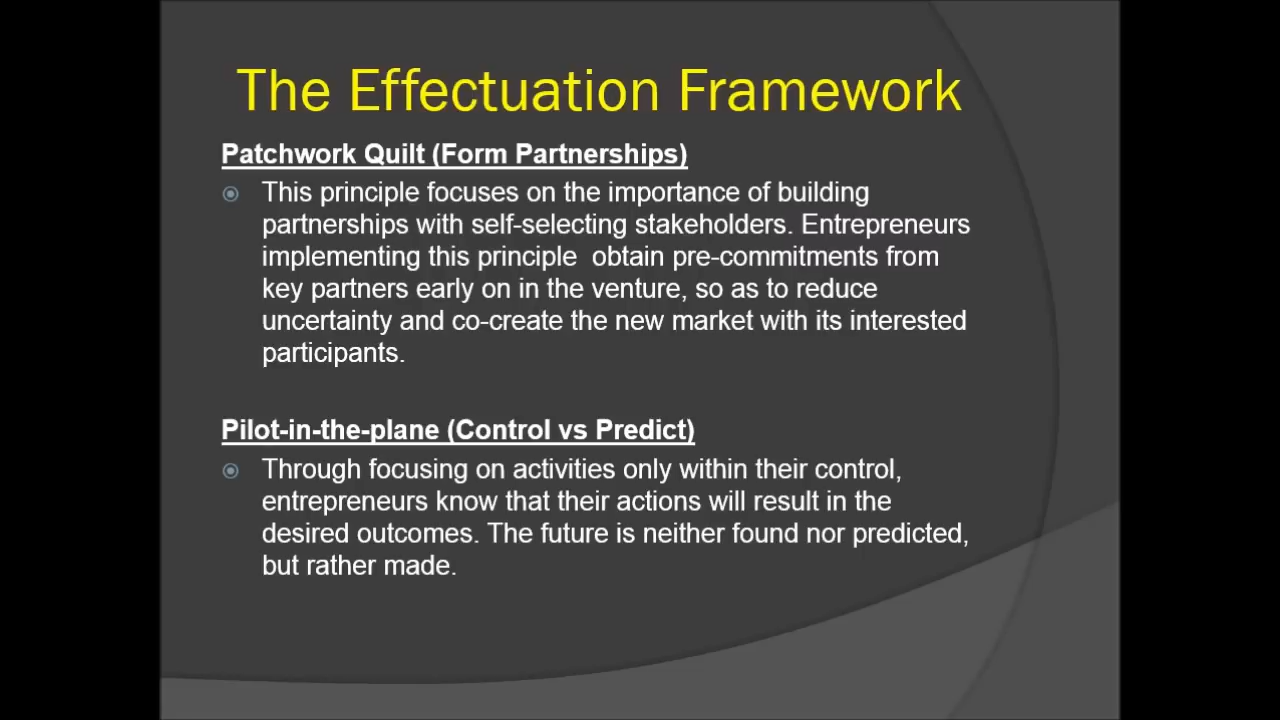 The Effectuation Framework
Patchwork Quilt (Form Partnerships)
This principle focuses on the importance of building
partnerships with self-selecting stakeholders. Entrepreneurs
implementing this principle  obtain pre-commitments from
key partners early on in the venture, so as to reduce
uncertainty and co-create the new market with its interested
participants.
Pilot-in-the-plane (Control vs Predict)
Through focusing on activities only within their control,
entrepreneurs know that their actions will result in the
desired outcomes. The future is neither found nor predicted,
but rather made.